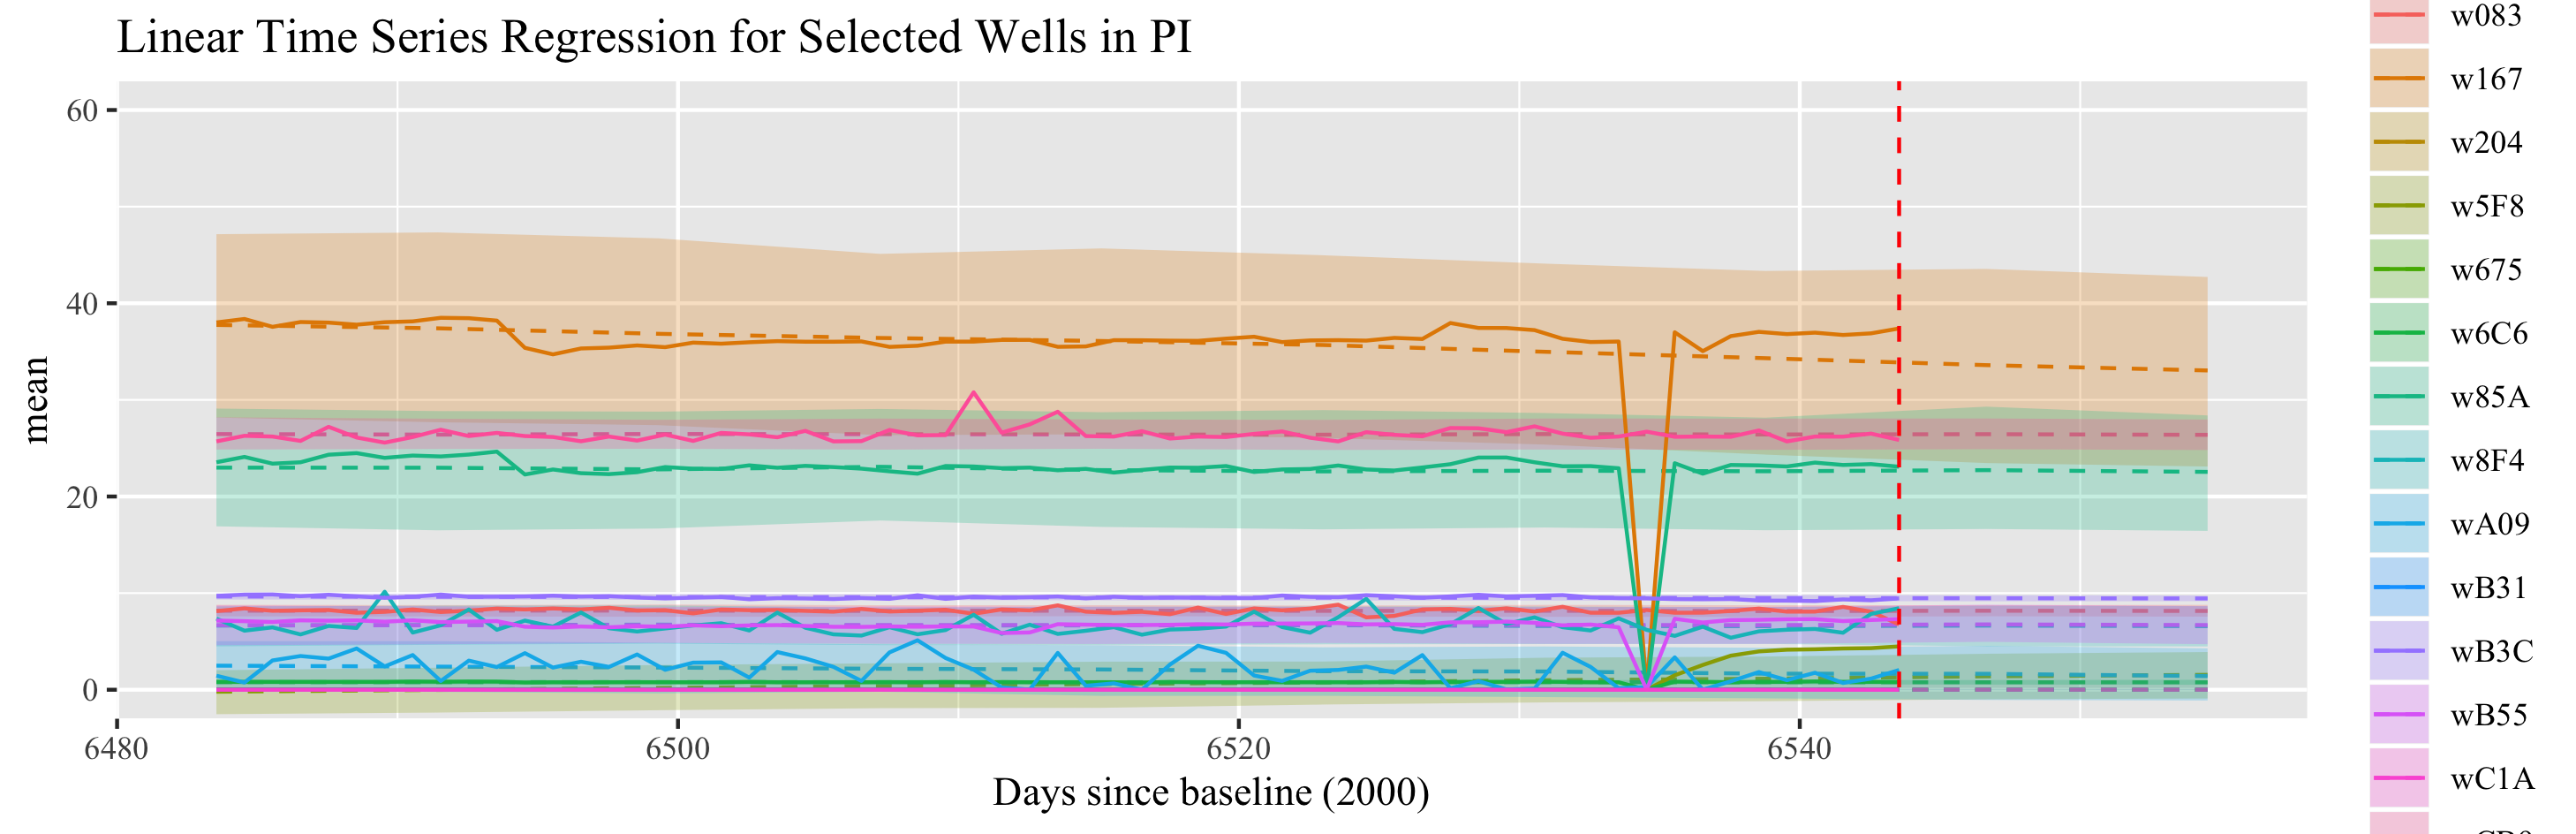 Linear Time Series Regression for Selected Wells in PI
60
40
20
0
mean
6480 6500 6520 6540
Days since baseline (2000)
w083
w167
w204
w5F8
w675
w6C6
w85A
w8F4
wA09
wB31
wB3C
wB55
wC1A